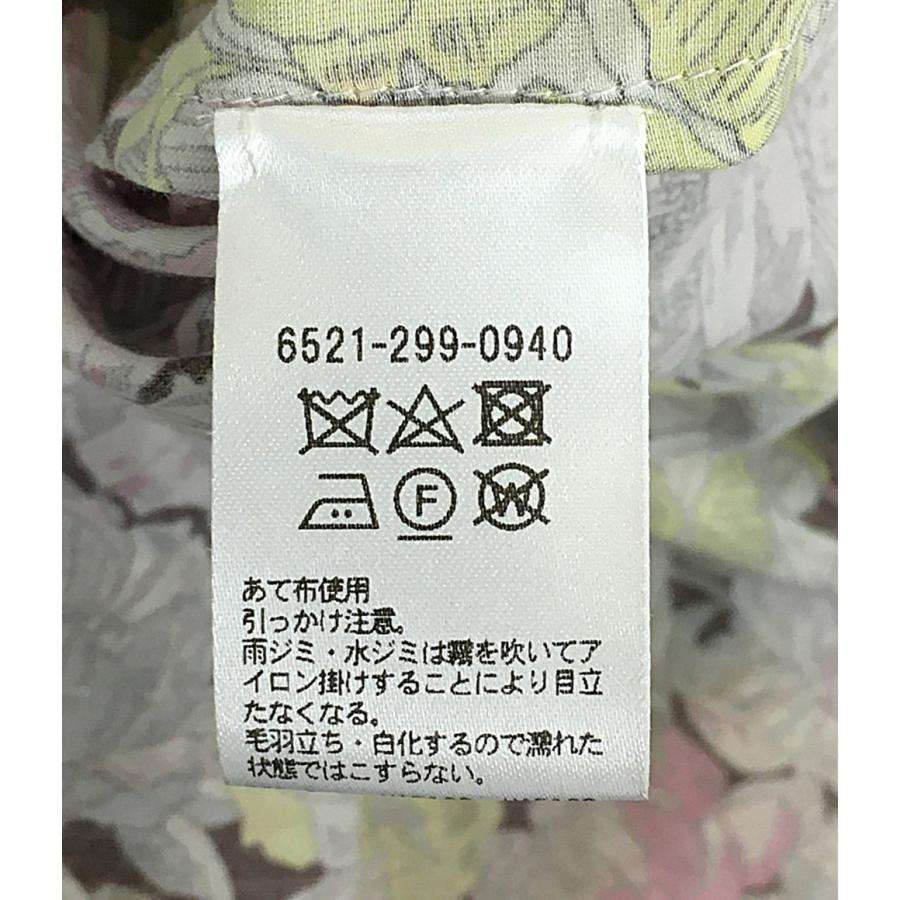 6521-299-0940
F
W
あて布使用
引っかけ注意。
雨ジミ・水ジミは霧を吹いてア
イロン掛けすることにより目立
たなくなる。
毛羽立ち・白化するので濡れた
状態ではこすらない。